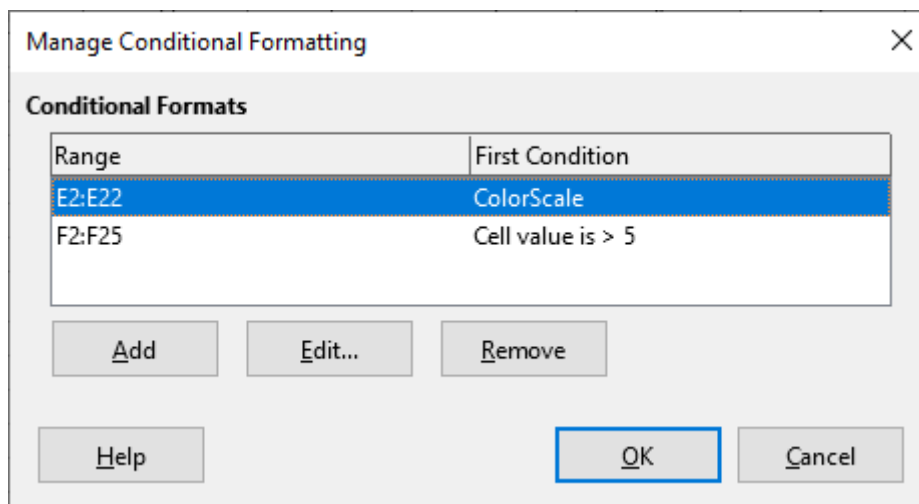 Manage Conditional Formatting
Conditional Formats
Range First Condition
E2:E22 ColorScale
F2:F25 Cell value is > 5
Add Edit... Remove
Help OK Cancel